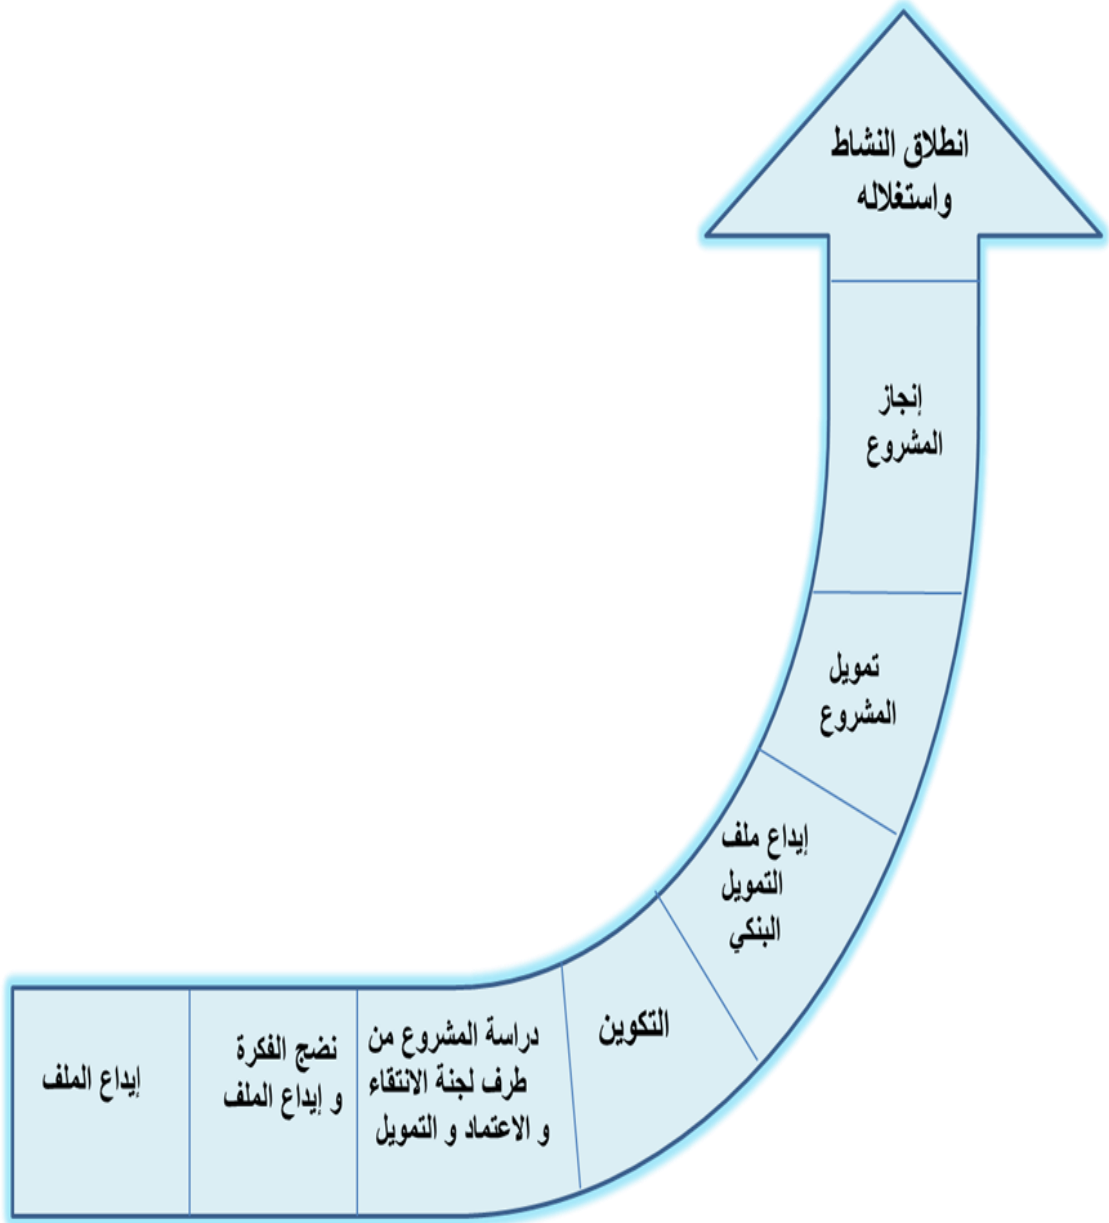 انطلاق النشاط
واستغلاله
إنجاز
المشروع
تمويل
المشروع
إيداع ملف
التمويل
البنكي
التكوين
دراسة المشروع من
طرف لجنة الانتقاء
و الاعتماد و التمويل
نضج الفكرة
و إيداع الملف
إيداع الملف